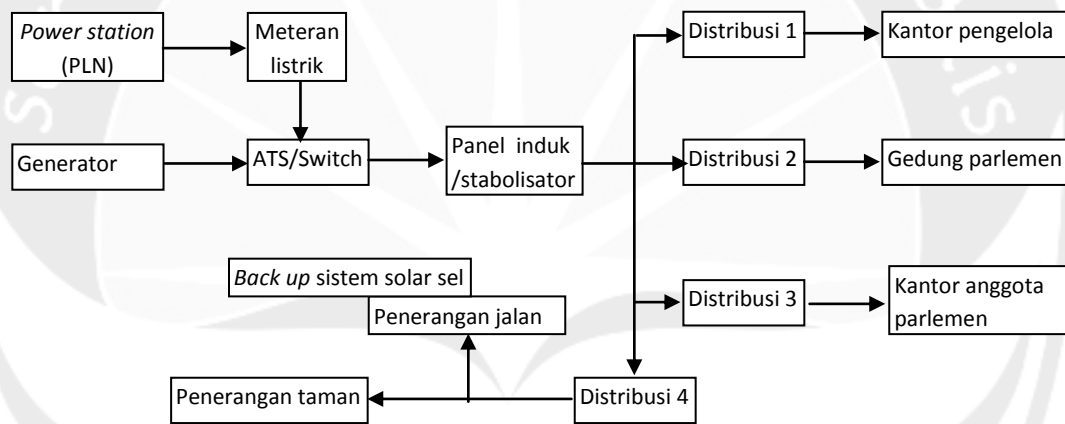 Power station
(PLN)
Meteran
listrik
Distribusi 1
Kantor pengelola
Generator
ATS/Switch
Panel induk
/stabolisator
Distribusi 2
Gedung parlemen
Back up sistem solar sel
Penerangan jalan
Distribusi 3
Kantor anggota
parlemen
Penerangan taman
Distribusi 4